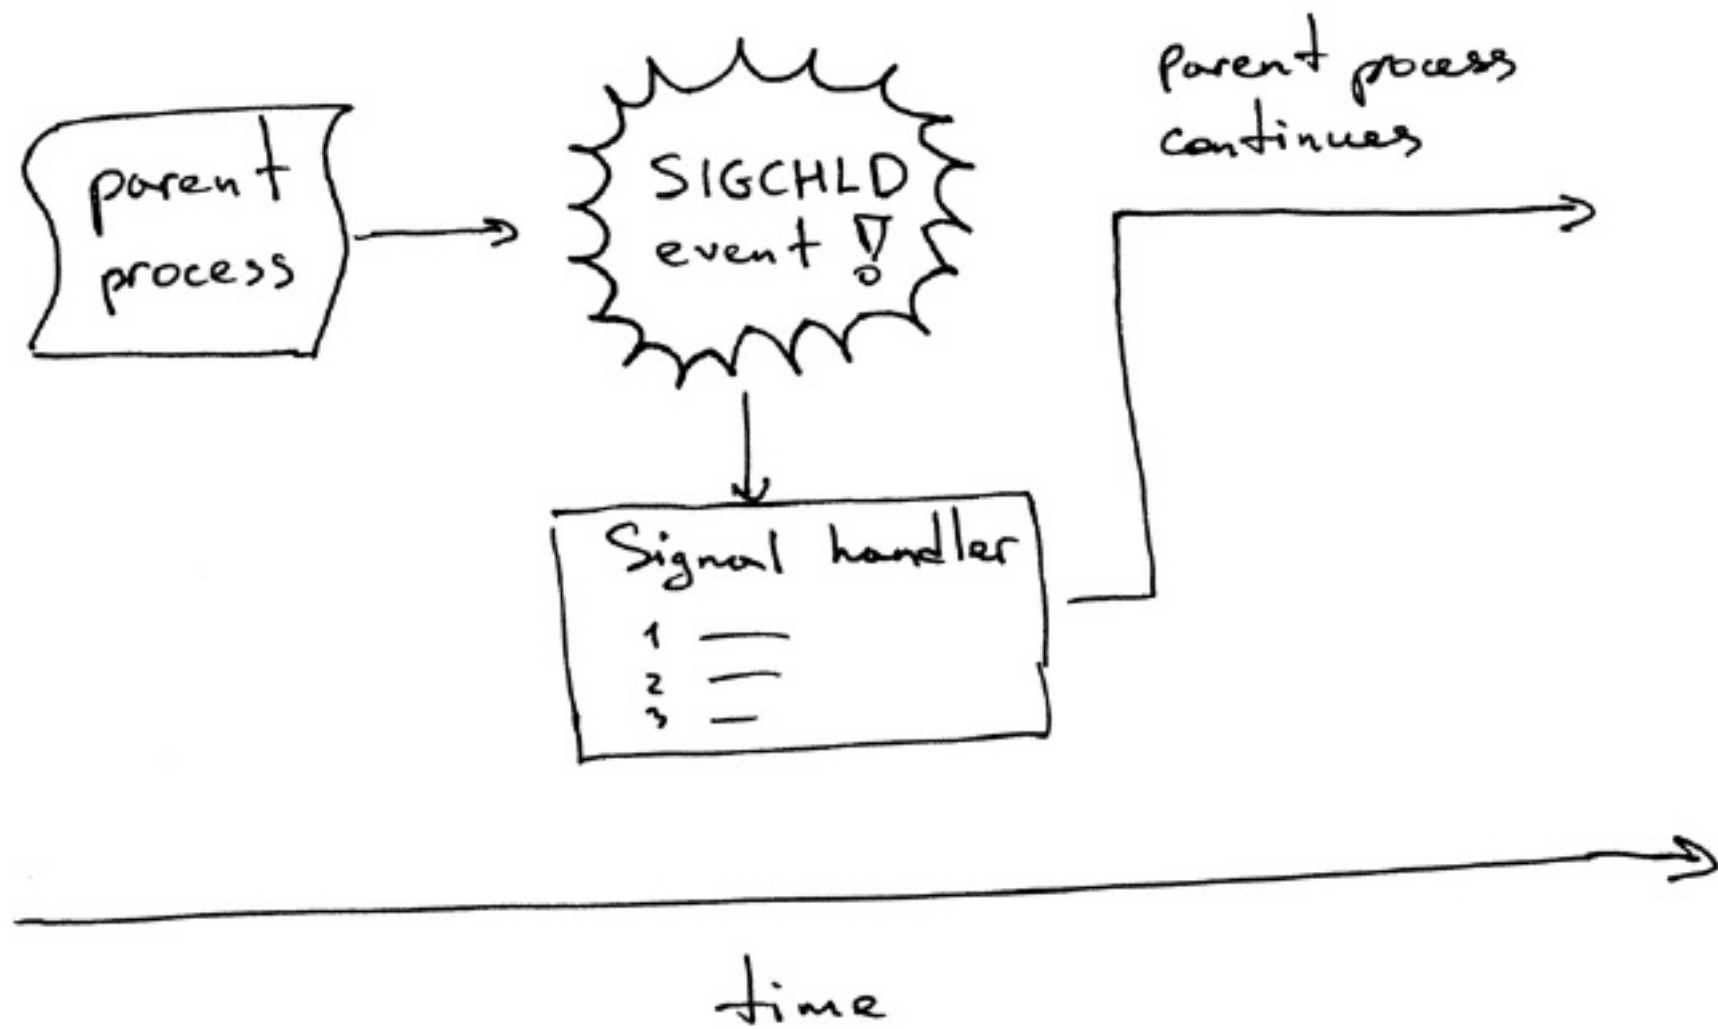 parent
process
SIGCHLD
event !
Parent process
continues
Signal handler
1
2
3
time